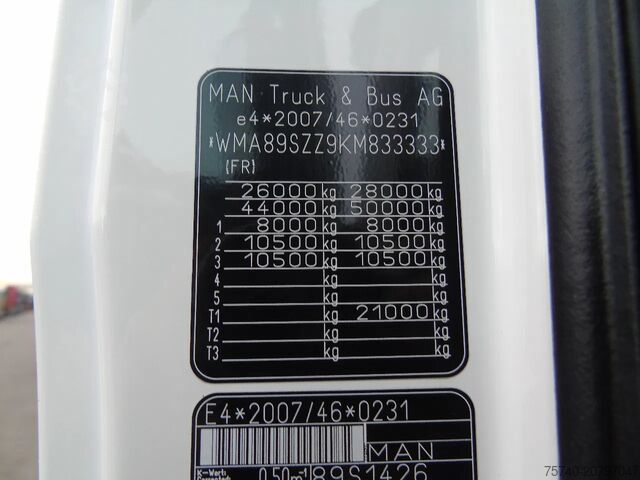 MAN Truck & Bus AG
e4*2007/46*0231
*WMA89SZZ9KM833333*
(FR)
26000 kg 28000 kg
44000 kg 50000 kg
1 8000 kg 8000 kg
2 10500 kg 10500 kg
3 10500 kg 10500 kg
4 kg kg
5 kg kg
T1 kg 21000 kg
T2 kg kg
T3 kg kg
E4*2007/46*0231
MAN
K-Wert:
0.50m⁻¹ 89S1426